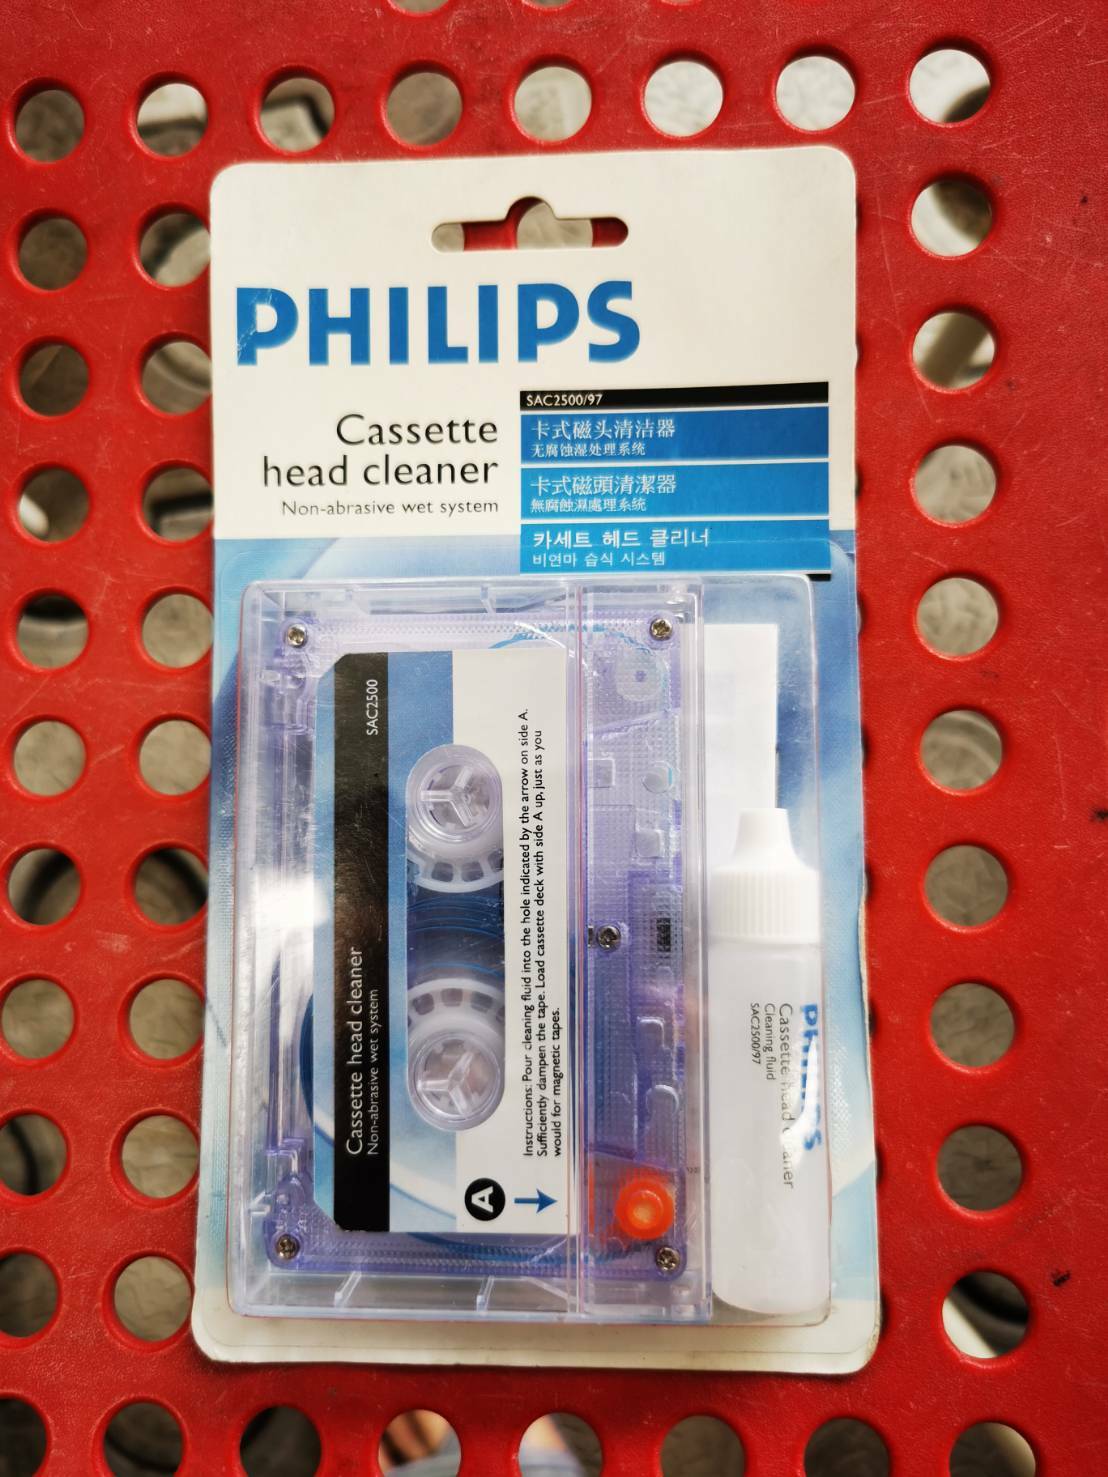 PHILIPS
SAC2500/97
Cassette
head cleaner
Non-abrasive wet system
卡式磁头清洁器
无腐蚀湿处理系统
卡式磁頭清潔器
無腐蝕濕處理系統
카세트 헤드 클리너
비연마 습식 시스템
SAC2500
Cassette head cleaner
Non-abrasive wet system
Instructions: Pour cleaning fluid into the hole indicated by the arrow on side A.
Sufficiently dampen the tape. Load cassette deck with side A up, just as you
would for magnetic tapes.
A
PHILIPS
Cassette head cleaner
Cleaning fluid
SAC2500/97